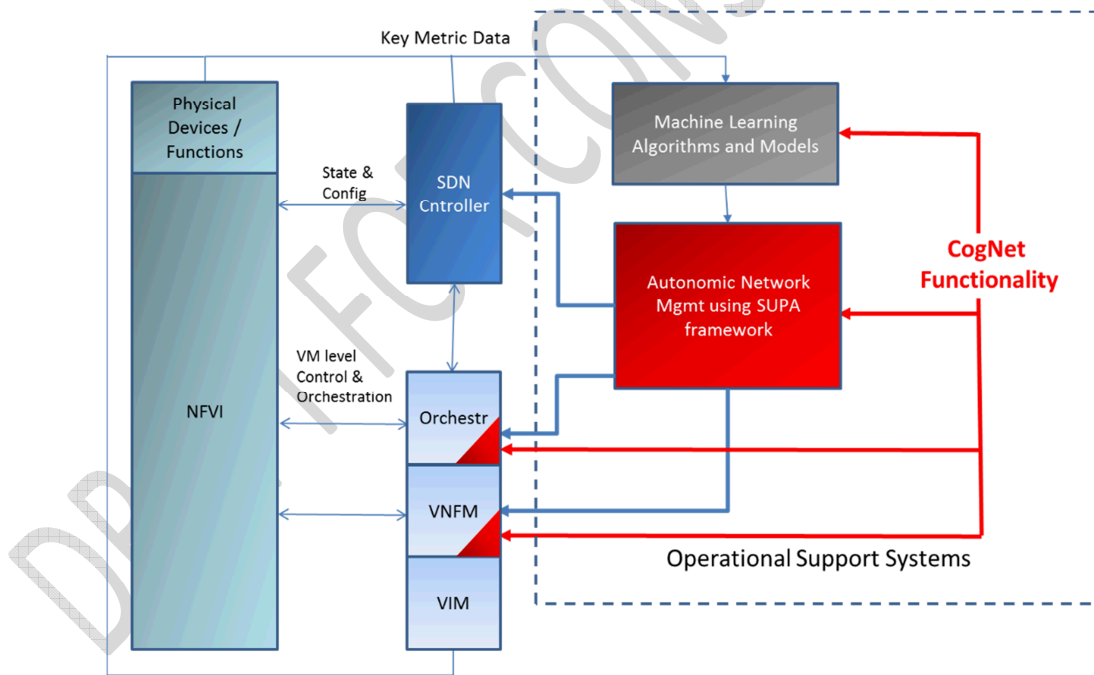 Key Metric Data
Physical
Devices /
Functions
Machine Learning
Algorithms and Models
State &
Config
SDN
Cntroller
CogNet
Functionality
Autonomic Network
Mgmt using SUPA
framework
VM level
Control &
Orchestration
NFVI
Orchestr
VNFM
Operational Support Systems
VIM